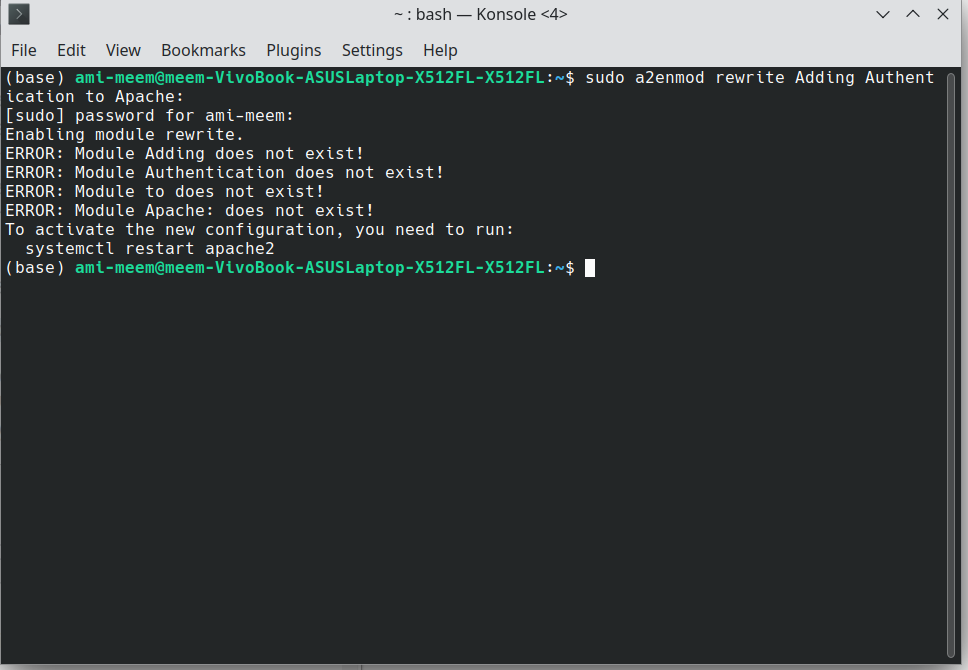 ~ : bash — Konsole <4>
File Edit View Bookmarks Plugins Settings Help
(base) ami-meem@meem-VivoBook-ASUSLaptop-X512FL-X512FL:~$ sudo a2enmod rewrite Adding Authent
ication to Apache:
[sudo] password for ami-meem:
Enabling module rewrite.
ERROR: Module Adding does not exist!
ERROR: Module Authentication does not exist!
ERROR: Module to does not exist!
ERROR: Module Apache: does not exist!
To activate the new configuration, you need to run:
  systemctl restart apache2
(base) ami-meem@meem-VivoBook-ASUSLaptop-X512FL-X512FL:~$